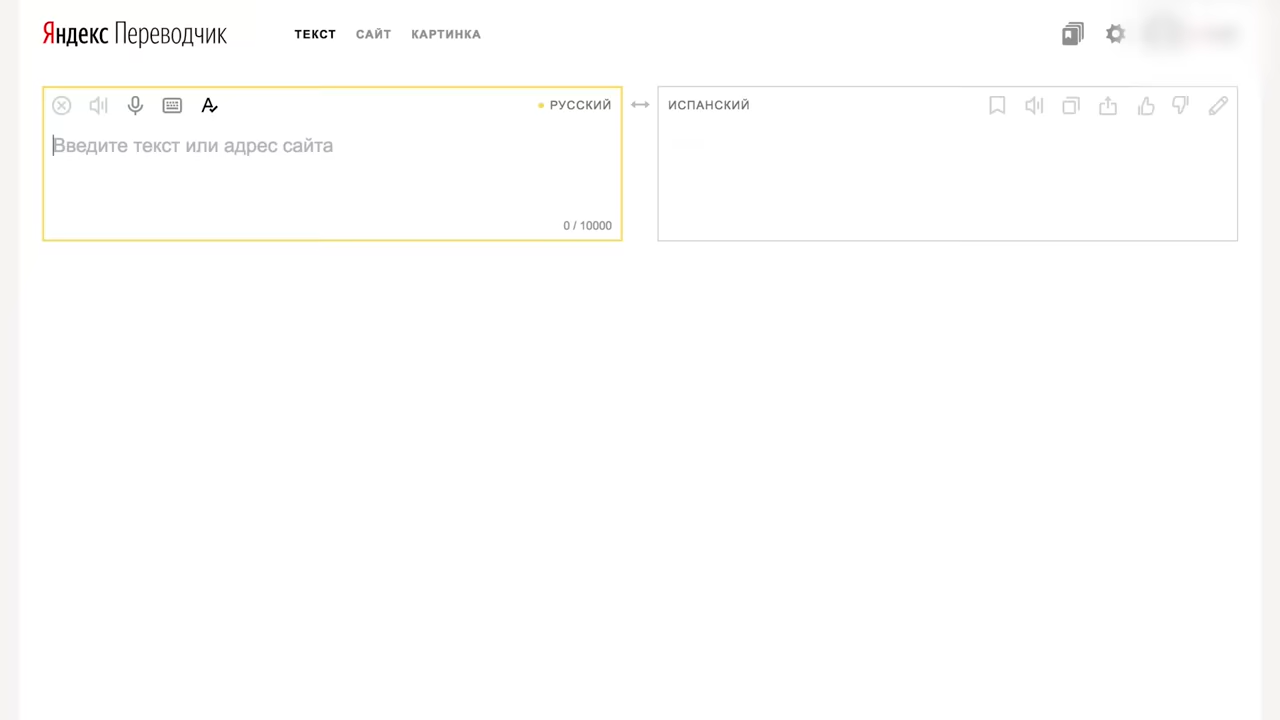 Яндекс Переводчик
ТЕКСТ САЙТ КАРТИНКА
РУССКИЙ
ИСПАНСКИЙ
Введите текст или адрес сайта
0 / 10000